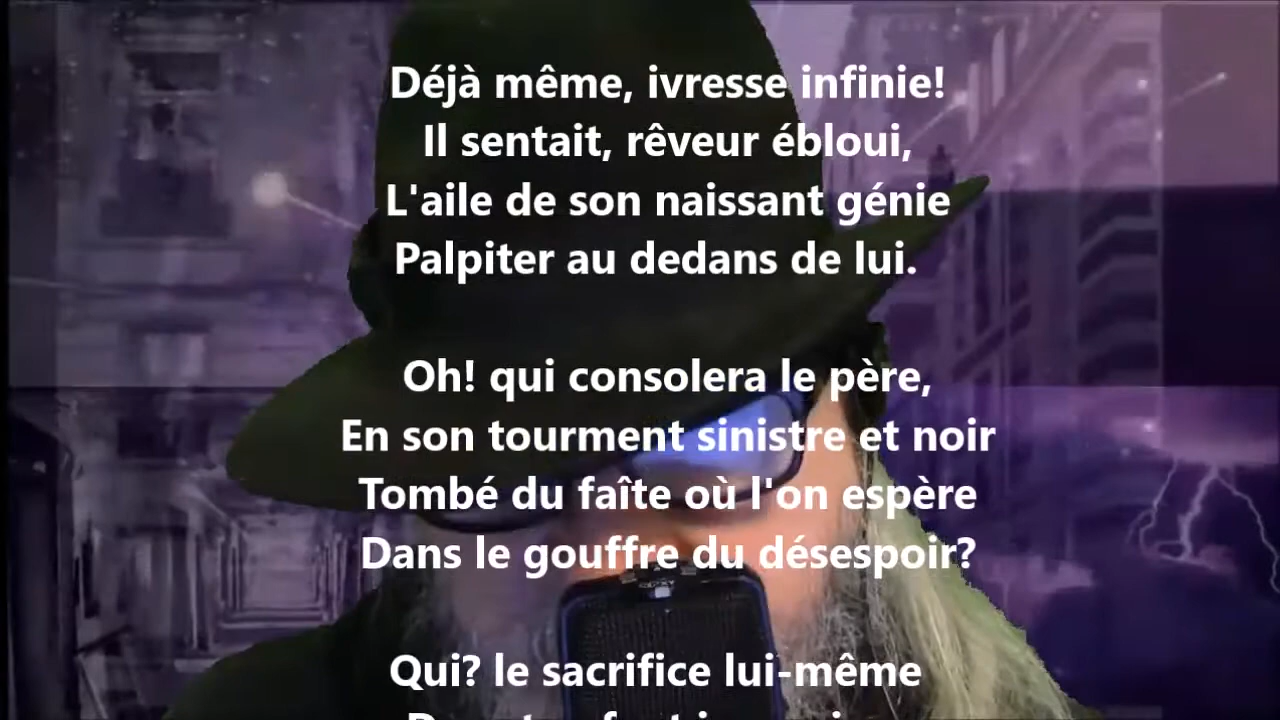 Déjà même, ivresse infinie!
Il sentait, rêveur ébloui,
L'aile de son naissant génie
Palpiter au dedans de lui.
Oh! qui consolera le père,
En son tourment sinistre et noir
Tombé du faîte où l'on espère
Dans le gouffre du désespoir?
Qui? le sacrifice lui-même